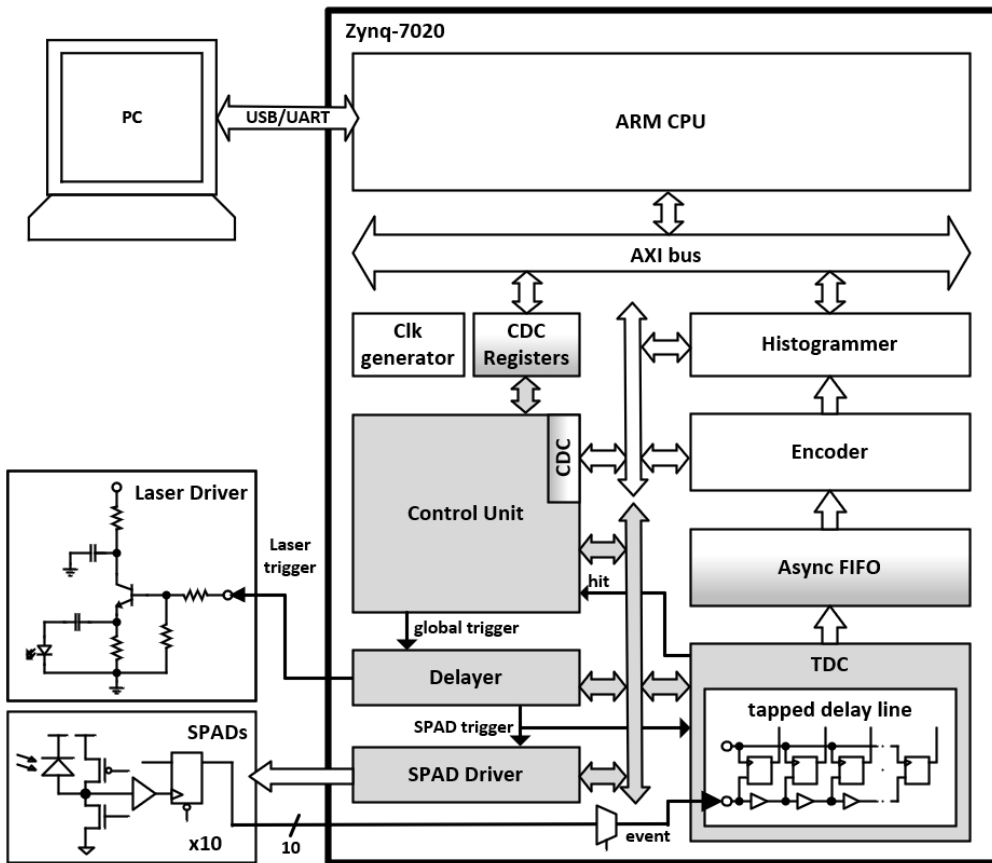 Zynq-7020
PC
USB/UART
ARM CPU
AXI bus
Clk
generator
CDC
Registers
Histogrammer
Control Unit
CDC
Encoder
Async FIFO
Laser Driver
Laser
trigger
hit
global trigger
Delayer
TDC
tapped delay line
SPAD trigger
SPADs
SPAD Driver
x10
10
event